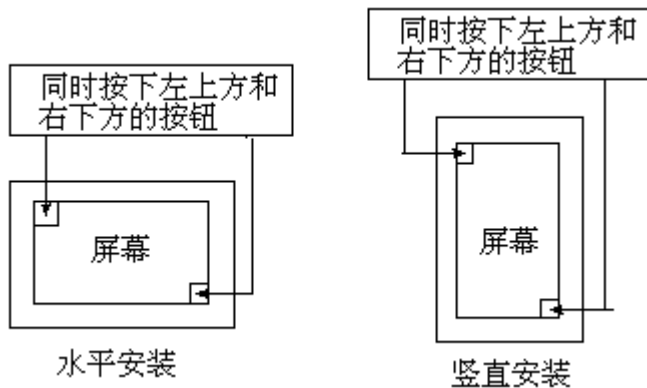 同时按下左上方和
右下方的按钮
屏幕
水平安装
同时按下左上方和
右下方的按钮
屏幕
竖直安装